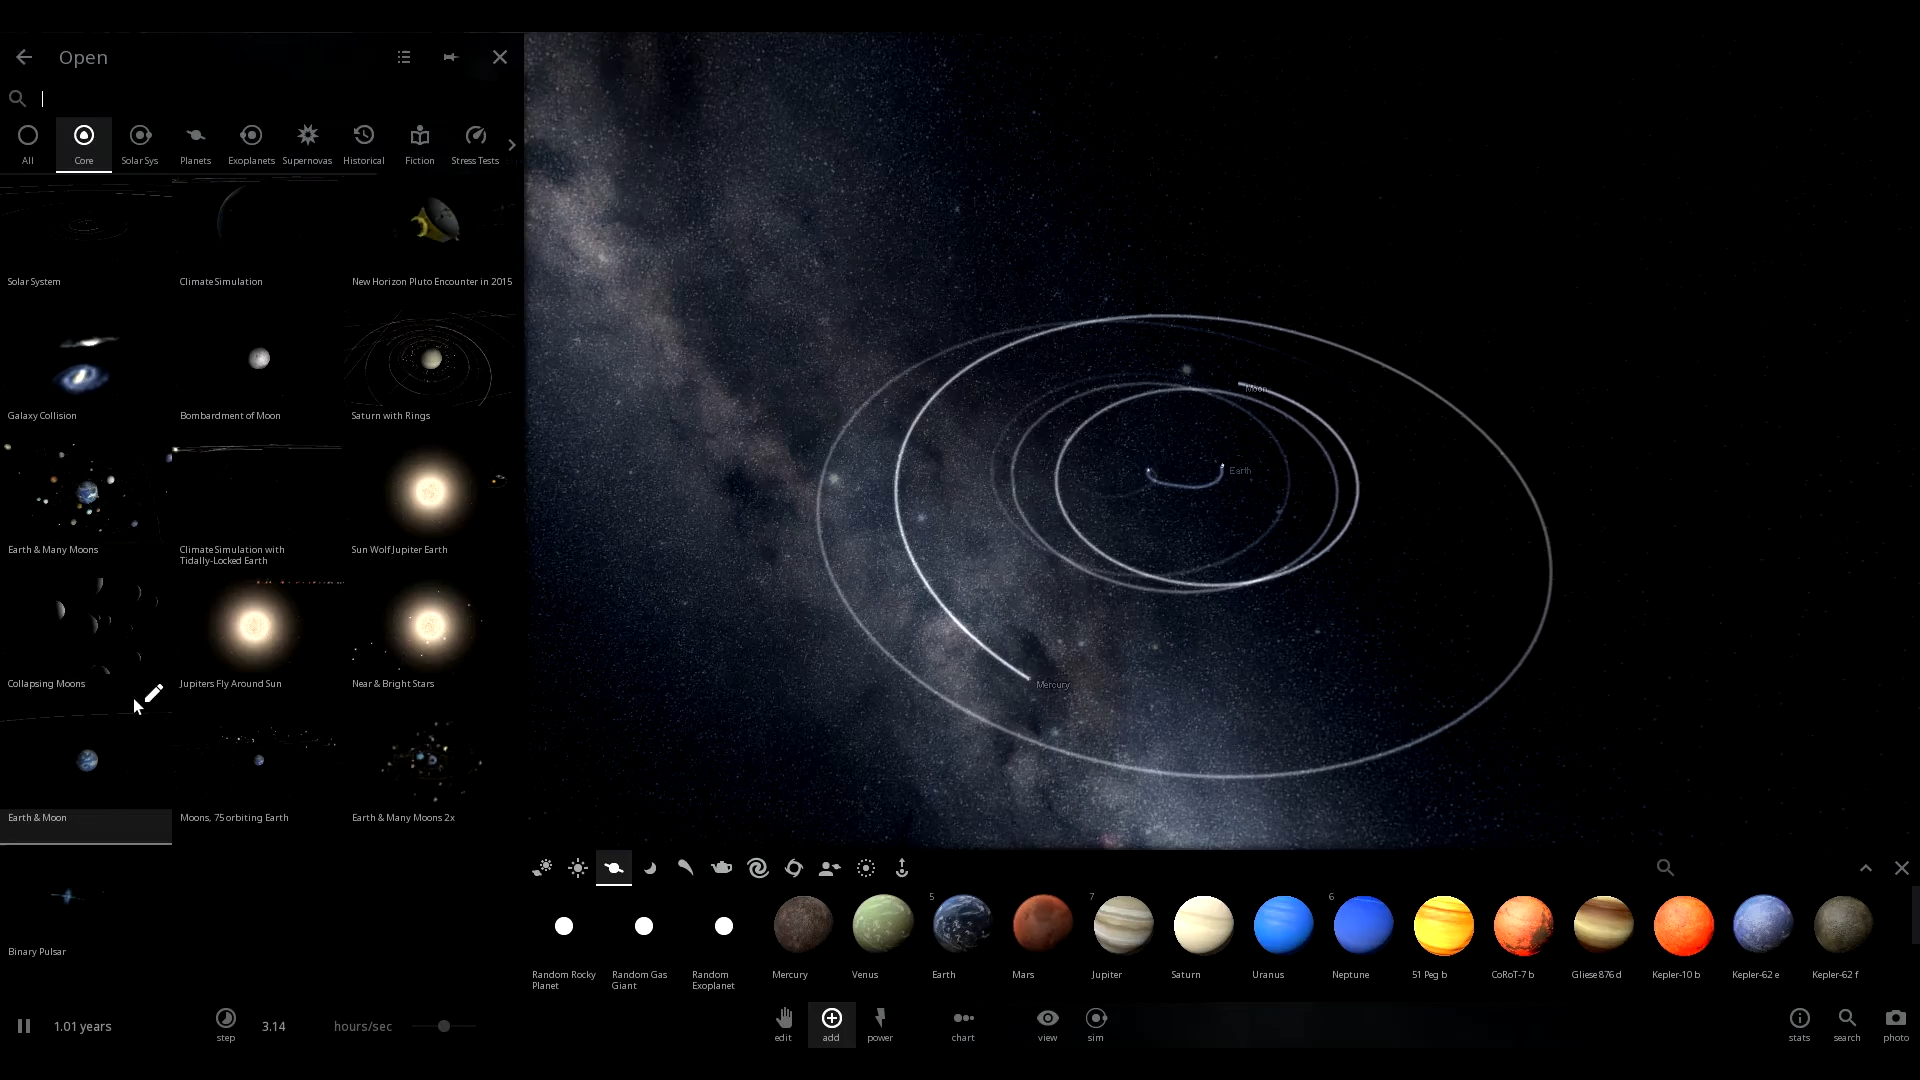 Open
All
Core
Solar Sys
Planets
Exoplanets
Supernovas
Historical
Fiction
Stress Tests
Solar System
Climate Simulation
New Horizon Pluto Encounter in 2015
Galaxy Collision
Bombardment of Moon
Saturn with Rings
Earth & Many Moons
Climate Simulation with
Tidally-Locked Earth
Sun Wolf Jupiter Earth
Collapsing Moons
Jupiters Fly Around Sun
Near & Bright Stars
Earth & Moon
Moons, 75 orbiting Earth
Earth & Many Moons 2x
Binary Pulsar
Moon
Earth
Mercury
5
7
6
Random Rocky
Planet
Random Gas
Giant
Random
Exoplanet
Mercury
Venus
Earth
Mars
Jupiter
Saturn
Uranus
Neptune
51 Peg b
CoRoT-7 b
Gliese 876 d
Kepler-10 b
Kepler-62 e
Kepler-62 f
1.01 years
step
3.14
hours/sec
edit
add
power
chart
view
sim
stats
search
photo